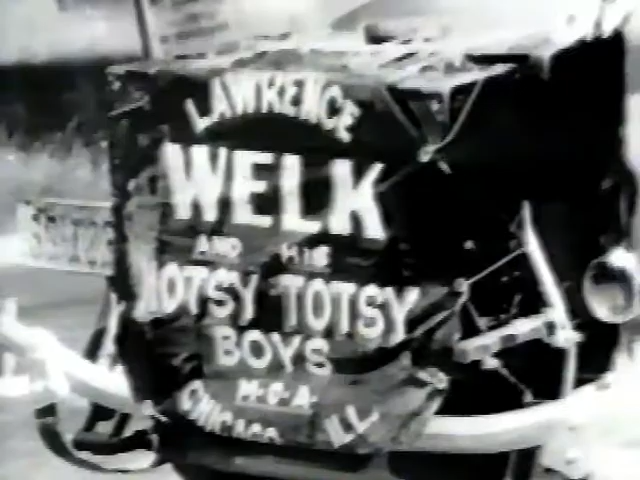 LAWRENCE
WELK
AND HIS
HOTSY TOTSY
BOYS
M-C-A-
CHICAGO ILL